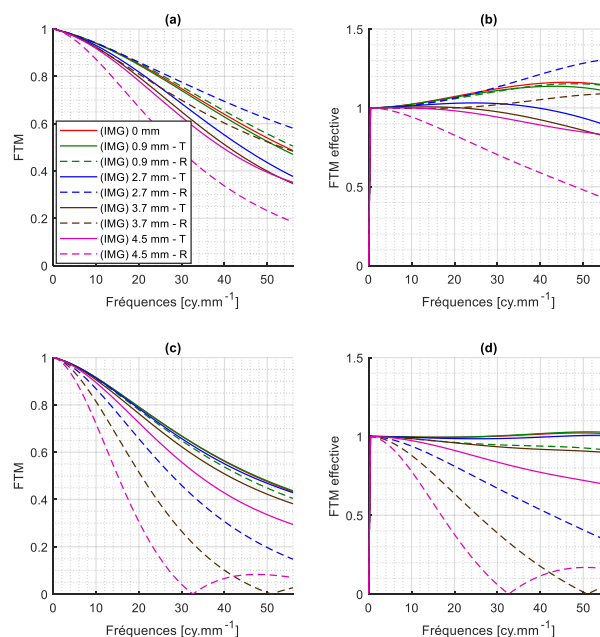 (a)
1
0.8
0.6
0.4
0.2
0
FTM
(IMG) 0 mm
(IMG) 0.9 mm - T
(IMG) 0.9 mm - R
(IMG) 2.7 mm - T
(IMG) 2.7 mm - R
(IMG) 3.7 mm - T
(IMG) 3.7 mm - R
(IMG) 4.5 mm - T
(IMG) 4.5 mm - R
0 10 20 30 40 50
Fréquences [cy.mm⁻¹]
(b)
1.5
1
0.5
0
FTM effective
0 10 20 30 40 50
Fréquences [cy.mm⁻¹]
(c)
1
0.8
0.6
0.4
0.2
0
FTM
0 10 20 30 40 50
Fréquences [cy.mm⁻¹]
(d)
1.5
1
0.5
0
FTM effective
0 10 20 30 40 50
Fréquences [cy.mm⁻¹]